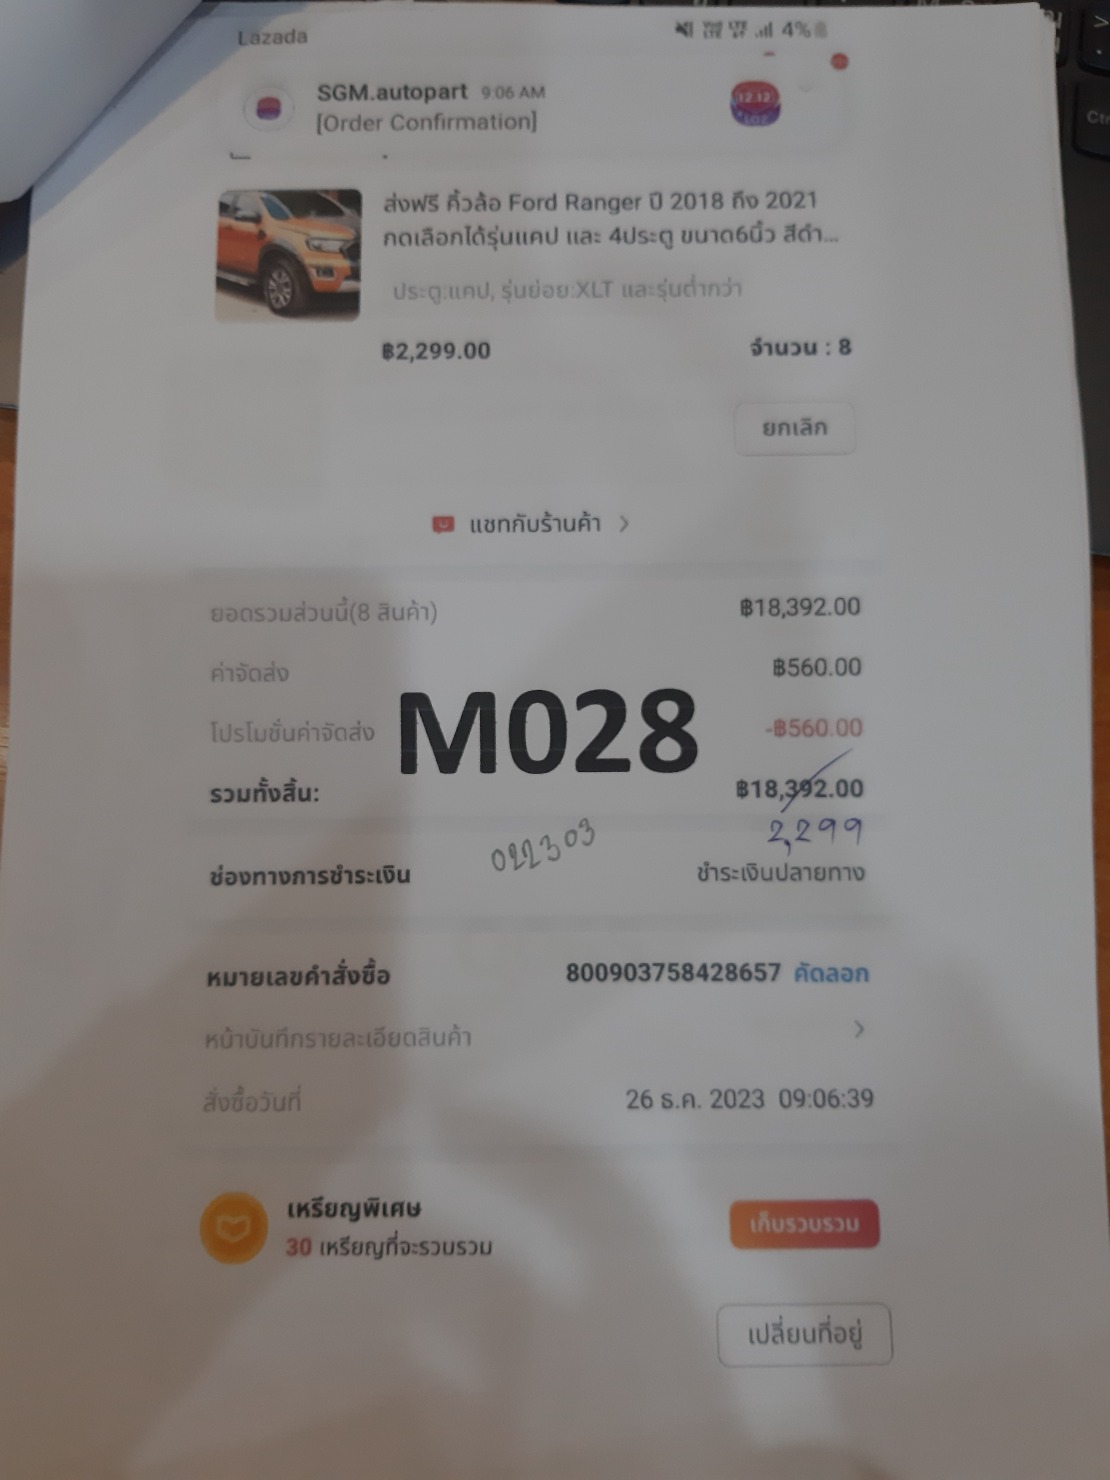 Lazada
4%
SGM.autopart 9:06 AM
[Order Confirmation]
12.12
ส่งฟรี คิ้วล้อ Ford Ranger ปี 2018 ถึง 2021
กดเลือกได้รุ่นแคป และ 4ประตู ขนาด6นิ้ว สีดำ...
ประตู:แคป, รุ่นย่อย:XLT และรุ่นต่ำกว่า
฿2,299.00 จำนวน : 8
ยกเลิก
แชทกับร้านค้า >
ยอดรวมส่วนนี้(8 สินค้า) ฿18,392.00
ค่าจัดส่ง ฿560.00
โปรโมชั่นค่าจัดส่ง -฿560.00
M028
รวมทั้งสิ้น: ฿18,392.00
2,299
022303
ช่องทางการชำระเงิน ชำระเงินปลายทาง
หมายเลขคำสั่งซื้อ 800903758428657 คัดลอก
หน้าบันทึกรายละเอียดสินค้า >
สั่งซื้อวันที่ 26 ธ.ค. 2023 09:06:39
เหรียญพิเศษ
30 เหรียญที่จะรวบรวม
เก็บรวบรวม
เปลี่ยนที่อยู่